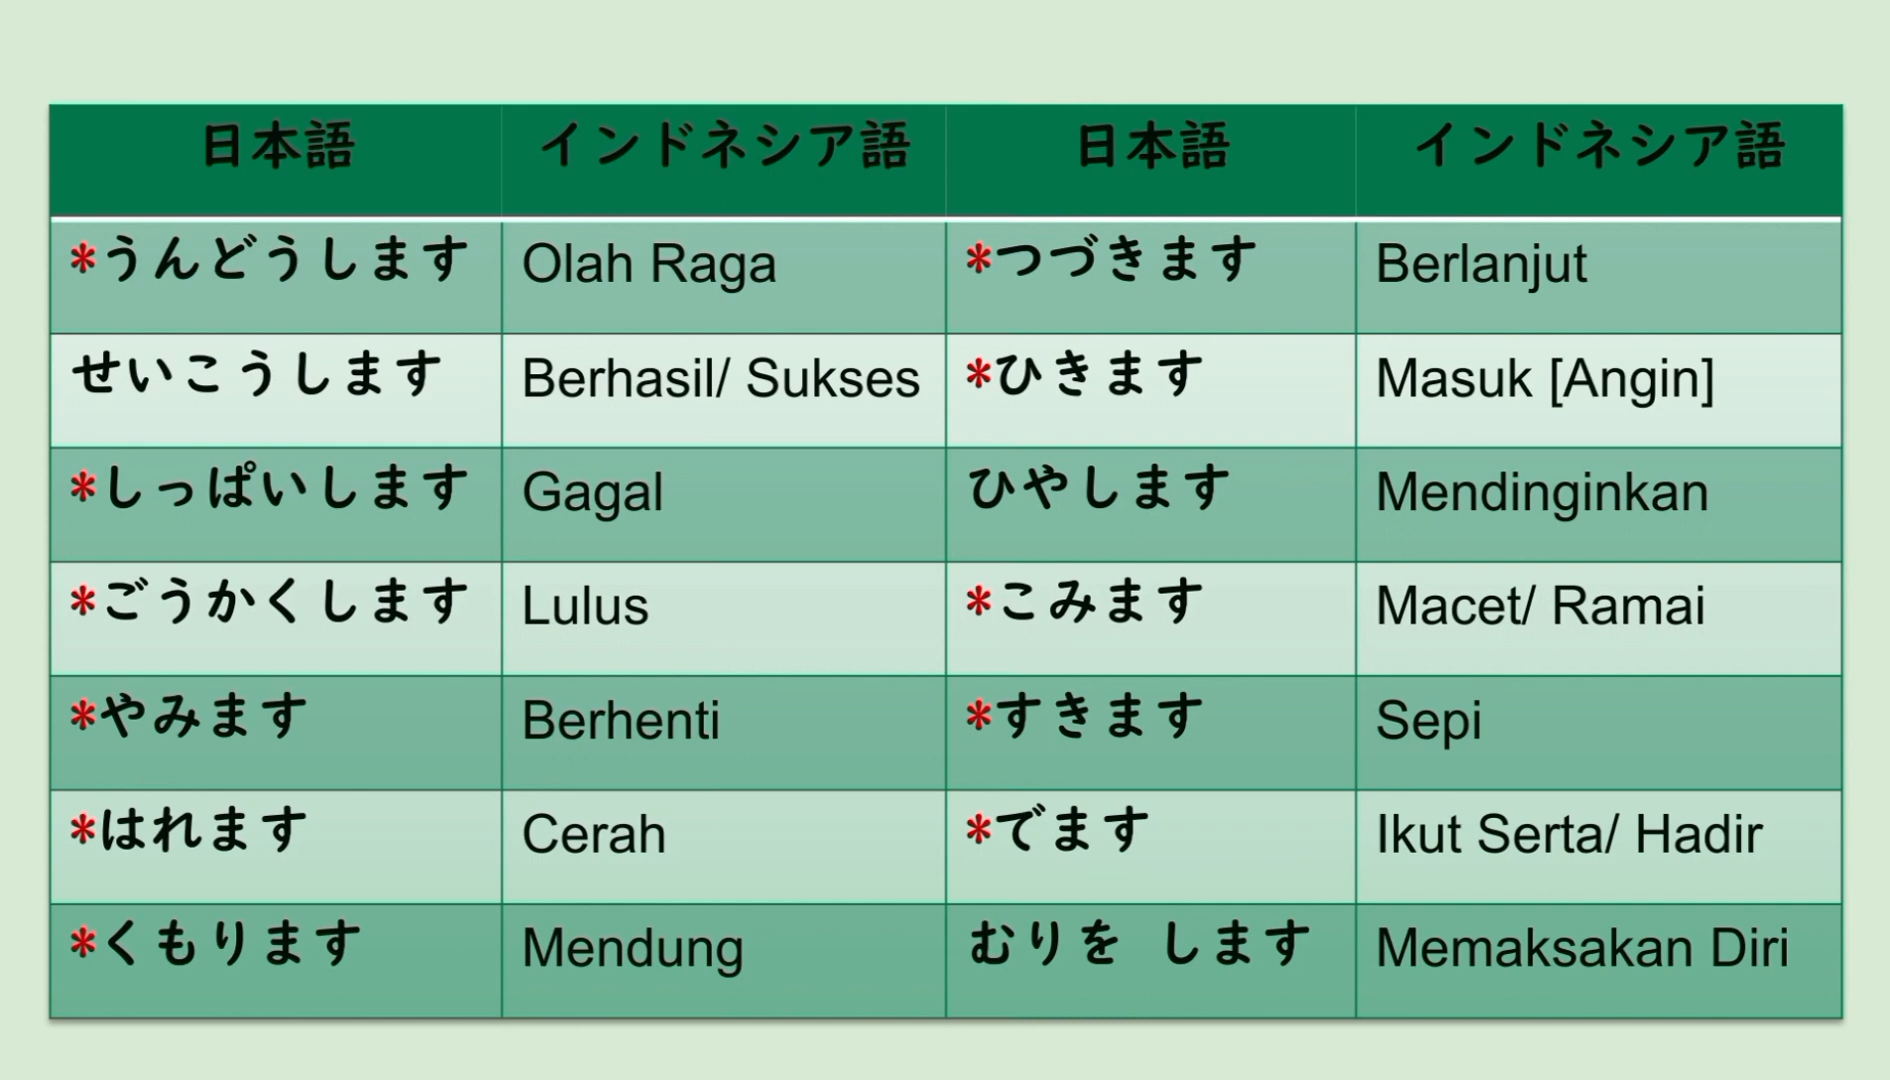 日本語 インドネシア語 日本語 インドネシア語
*うんどうします Olah Raga *つづきます Berlanjut
せいこうします Berhasil/ Sukses *ひきます Masuk [Angin]
*しっぱいします Gagal ひやします Mendinginkan
*ごうかくします Lulus *こみます Macet/ Ramai
*やみます Berhenti *すきます Sepi
*はれます Cerah *でます Ikut Serta/ Hadir
*くもります Mendung むりを します Memaksakan Diri